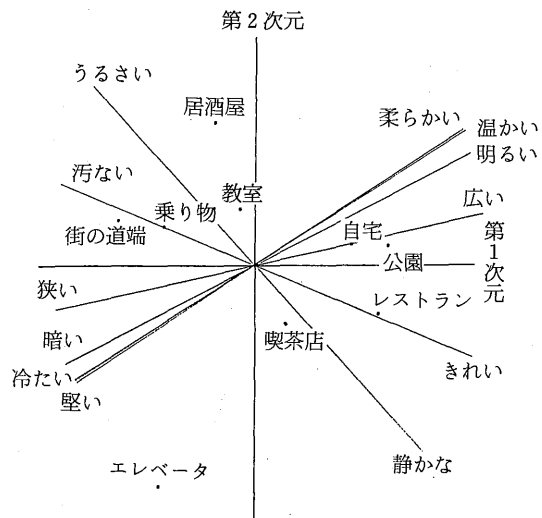 第2次元
うるさい
居酒屋
柔らかい
温かい
明るい
汚ない
教室
広い
乗り物
街の道端
自宅
公園
第1次元
狭い
レストラン
喫茶店
暗い
きれい
冷たい
堅い
静かな
エレベータ